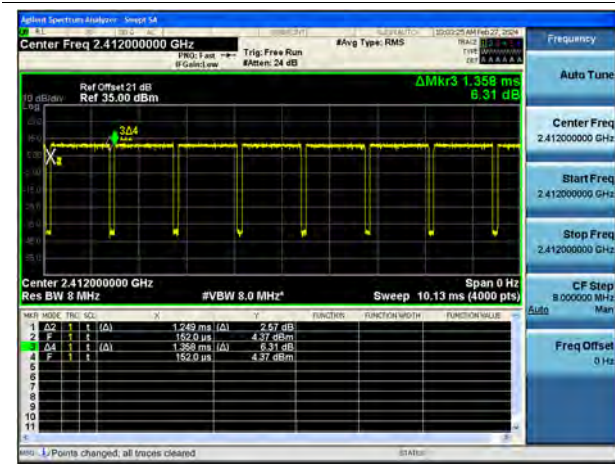 Agilent Spectrum Analyzer - Swept SA
Center Freq 2.412000000 GHz
PNO: Fast
IFGain:Low
Trig: Free Run
#Atten: 24 dB
#Avg Type: RMS
10:03:25 AM Feb 27, 2024
TRACE
TYPE
DET
Ref Offset 21 dB
10 dB/div Ref 35.00 dBm
Log
ΔMkr3 1.358 ms
6.31 dB
3Δ4
Center 2.412000000 GHz
Span 0 Hz
Res BW 8 MHz
#VBW 8.0 MHz*
Sweep 10.13 ms (4000 pts)
MKR MODE TRC SCL X Y FUNCTION FUNCTION WIDTH FUNCTION VALUE
1 Δ2 1 t (Δ) 1.249 ms (Δ) 2.57 dB
2 F 1 t 152.0 µs 4.37 dBm
3 Δ4 1 t (Δ) 1.358 ms (Δ) 6.31 dB
4 F 1 t 152.0 µs 4.37 dBm
5
6
7
8
9
10
11
MSG Points changed; all traces cleared
STATUS
Frequency
Auto Tune
Center Freq
2.412000000 GHz
Start Freq
2.412000000 GHz
Stop Freq
2.412000000 GHz
CF Step
8.000000 MHz
Auto Man
Freq Offset
0 Hz